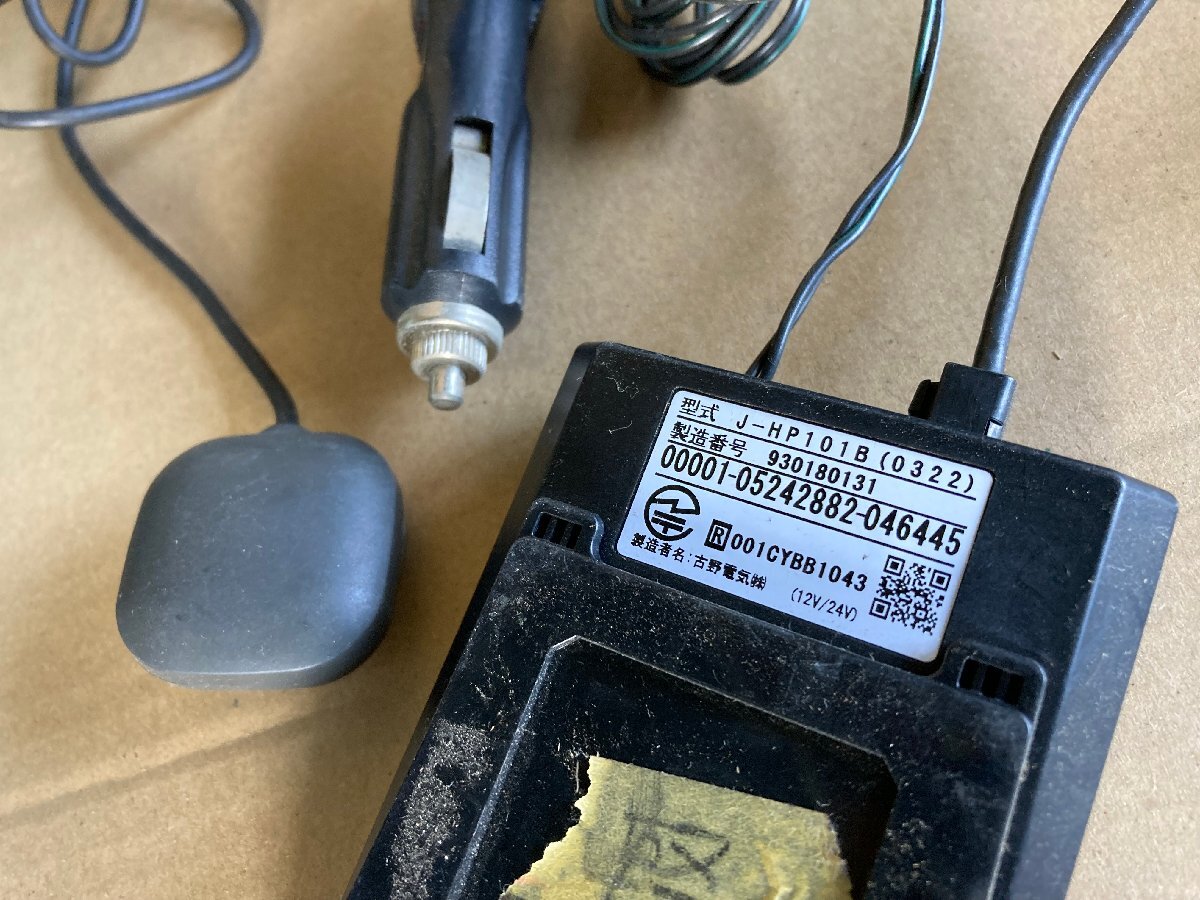 型式 J-HP101B(0322)
製造番号 930180131
00001-05242882-046445
R 001CYBB1043
製造者名:古野電気㈱
(12V/24V)